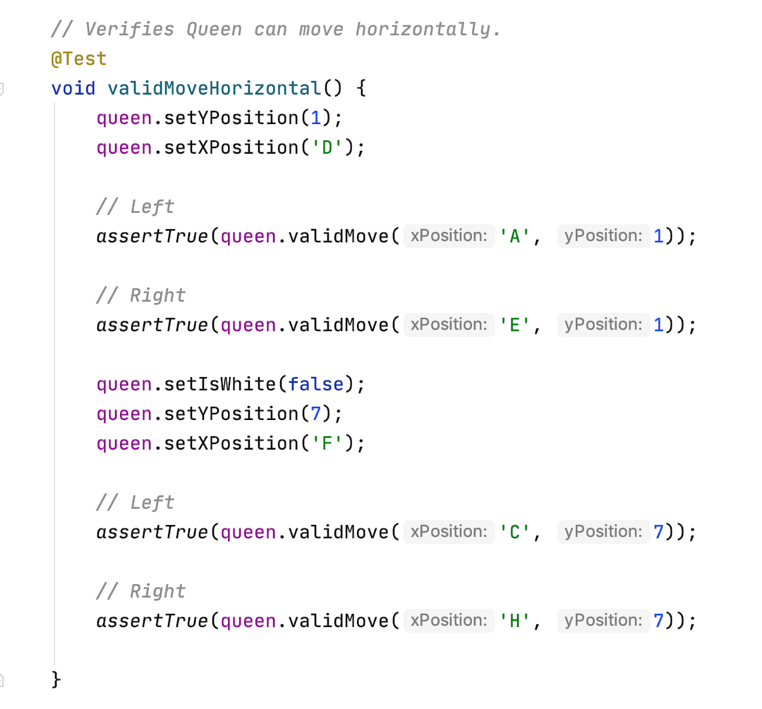 // Verifies Queen can move horizontally.
@Test
void validMoveHorizontal() {
queen.setYPosition(1);
queen.setXPosition('D');
// Left
assertTrue(queen.validMove( xPosition: 'A', yPosition: 1));
// Right
assertTrue(queen.validMove( xPosition: 'E', yPosition: 1));
queen.setIsWhite(false);
queen.setYPosition(7);
queen.setXPosition('F');
// Left
assertTrue(queen.validMove( xPosition: 'C', yPosition: 7));
// Right
assertTrue(queen.validMove( xPosition: 'H', yPosition: 7));
}